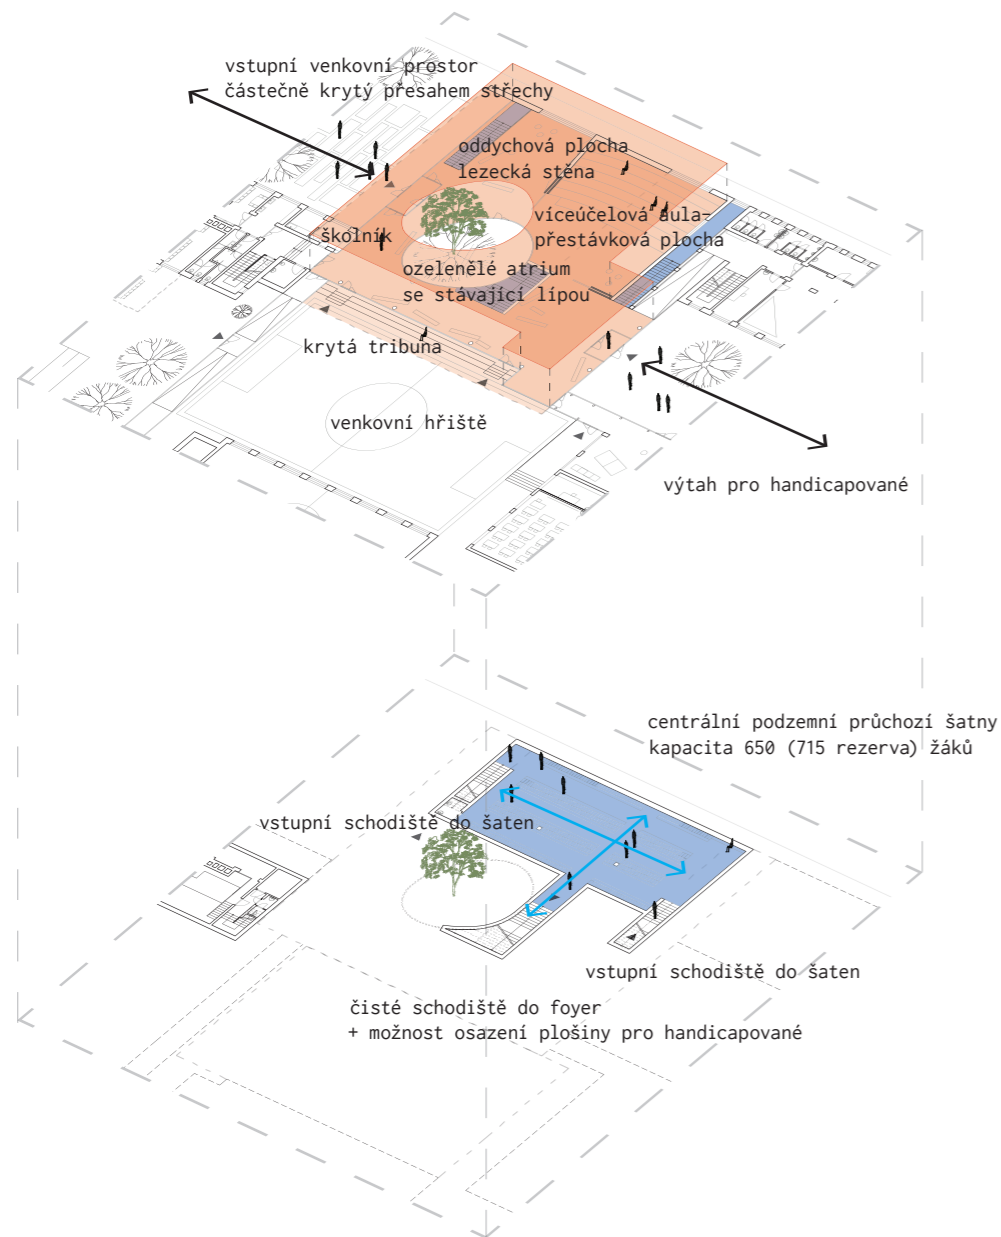 vstupní venkovní prostor
částečně krytý přesahem střechy
oddychová plocha
lezecká stěna
víceúčelová aula-
přestávková plocha
školník
ozelenělé atrium
se stávající lípou
krytá tribuna
venkovní hřiště
výtah pro handicapované
centrální podzemní průchozí šatny
kapacita 650 (715 rezerva) žáků
vstupní schodiště do šaten
vstupní schodiště do šaten
čisté schodiště do foyer
+ možnost osazení plošiny pro handicapované